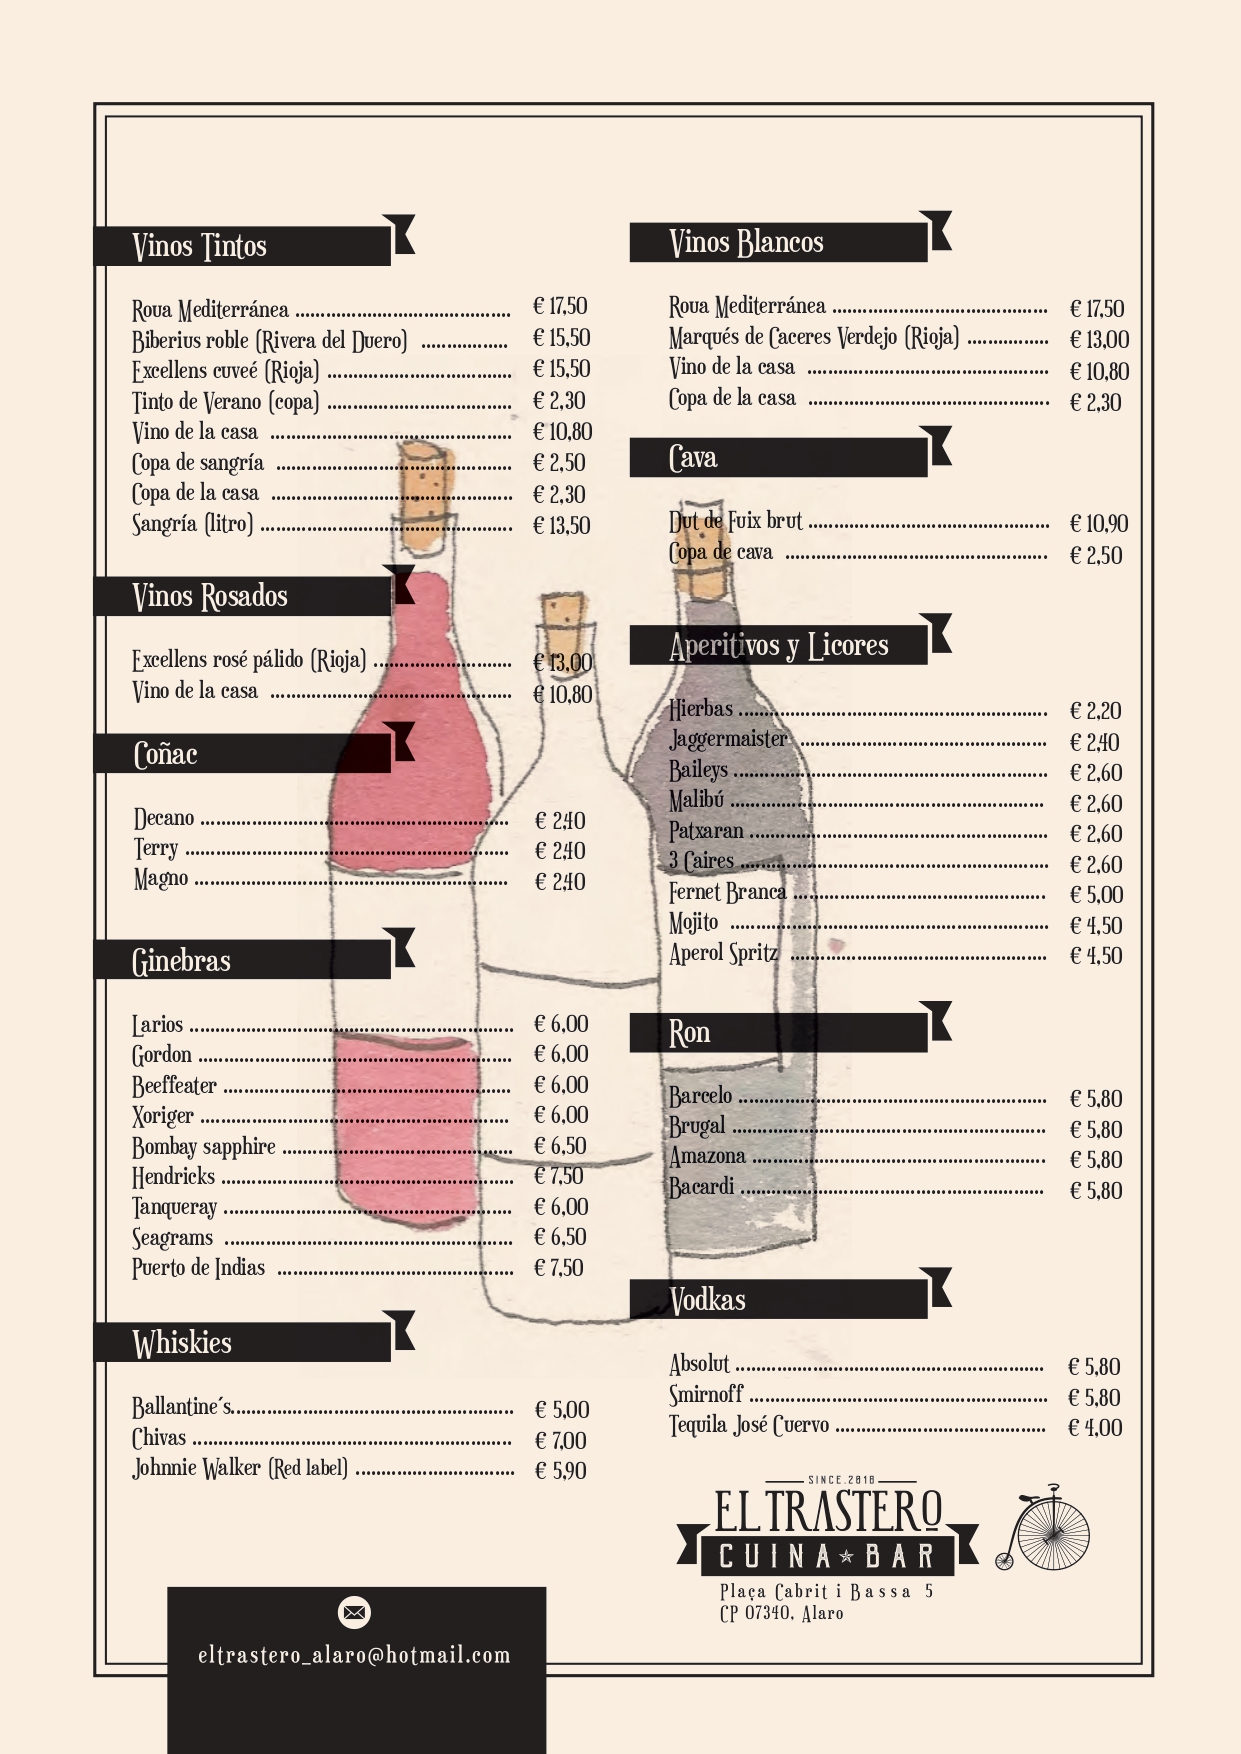 Vinos Tintos
Roua Mediterránea ........................................ € 17,50
Biberius roble (Rivera del Duero) ................ € 15,50
Excellens cuveé (Rioja) .................................. € 15,50
Tinto de Verano (copa) .................................. € 2,30
Vino de la casa ............................................. € 10,80
Copa de sangría ............................................ € 2,50
Copa de la casa ............................................. € 2,30
Sangría (litro) ............................................... € 13,50
Vinos Rosados
Excellens rosé pálido (Rioja) .......................... € 13,00
Vino de la casa ............................................. € 10,80
Coñac
Decano ......................................................... € 2,40
Terry ............................................................ € 2,40
Magno .......................................................... € 2,40
Ginebras
Larios ............................................................ € 6,00
Gordon .......................................................... € 6,00
Beeffeater ...................................................... € 6,00
Xoriger .......................................................... € 6,00
Bombay sapphire ........................................... € 6,50
Hendricks ...................................................... € 7,50
Tanqueray ..................................................... € 6,00
Seagrams ...................................................... € 6,50
Puerto de Indias ............................................ € 7,50
Whiskies
Ballantine´s.................................................... € 5,00
Chivas ........................................................... € 7,00
Johnnie Walker (Red label) .............................. € 5,90
Vinos Blancos
Roua Mediterránea ........................................ € 17,50
Marqués de Caceres Verdejo (Rioja) ............... € 13,00
Vino de la casa ............................................. € 10,80
Copa de la casa ............................................. € 2,30
Cava
Dut de Fuix brut ............................................. € 10,90
Copa de cava ................................................. € 2,50
Aperitivos y Licores
Hierbas ......................................................... € 2,20
Jaggermaister ............................................... € 2,40
Baileys .......................................................... € 2,60
Malibú .......................................................... € 2,60
Patxaran ....................................................... € 2,60
3 Caires ......................................................... € 2,60
Fernet Branca ............................................... € 5,00
Mojito ........................................................... € 4,50
Aperol Spritz ................................................. € 4,50
Ron
Barcelo .......................................................... € 5,80
Brugal ........................................................... € 5,80
Amazona ....................................................... € 5,80
Bacardi ......................................................... € 5,80
Vodkas
Absolut ......................................................... € 5,80
Smirnoff ....................................................... € 5,80
Tequila José Cuervo ....................................... € 4,00
SINCE.2018
EL TRASTERO
CUINA BAR
Plaça Cabrit i Bassa 5
CP 07340, Alaro
eltrastero_alaro@hotmail.com